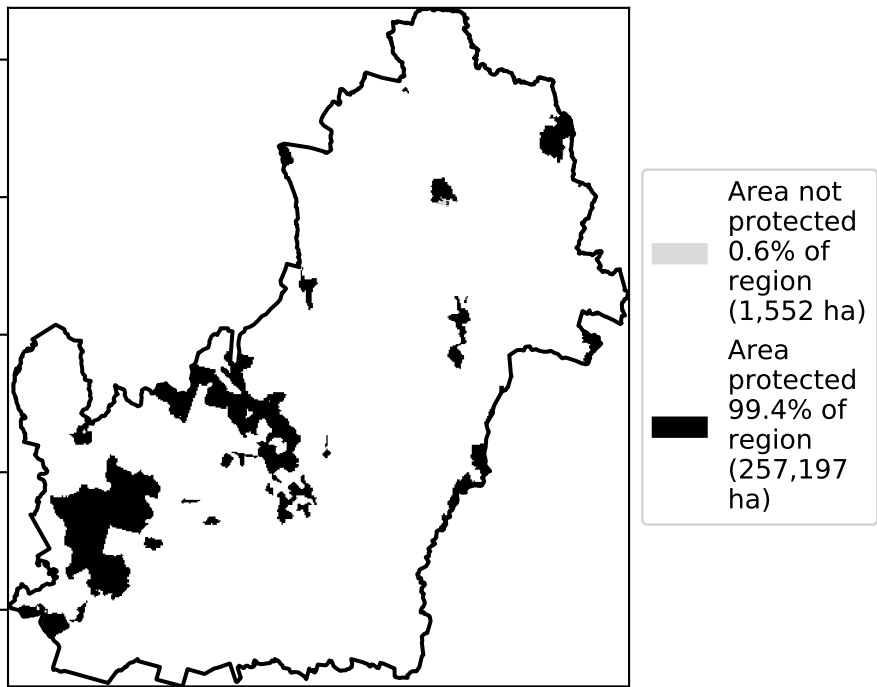 Area not
protected
0.6% of
region
(1,552 ha)
Area
protected
99.4% of
region
(257,197
ha)